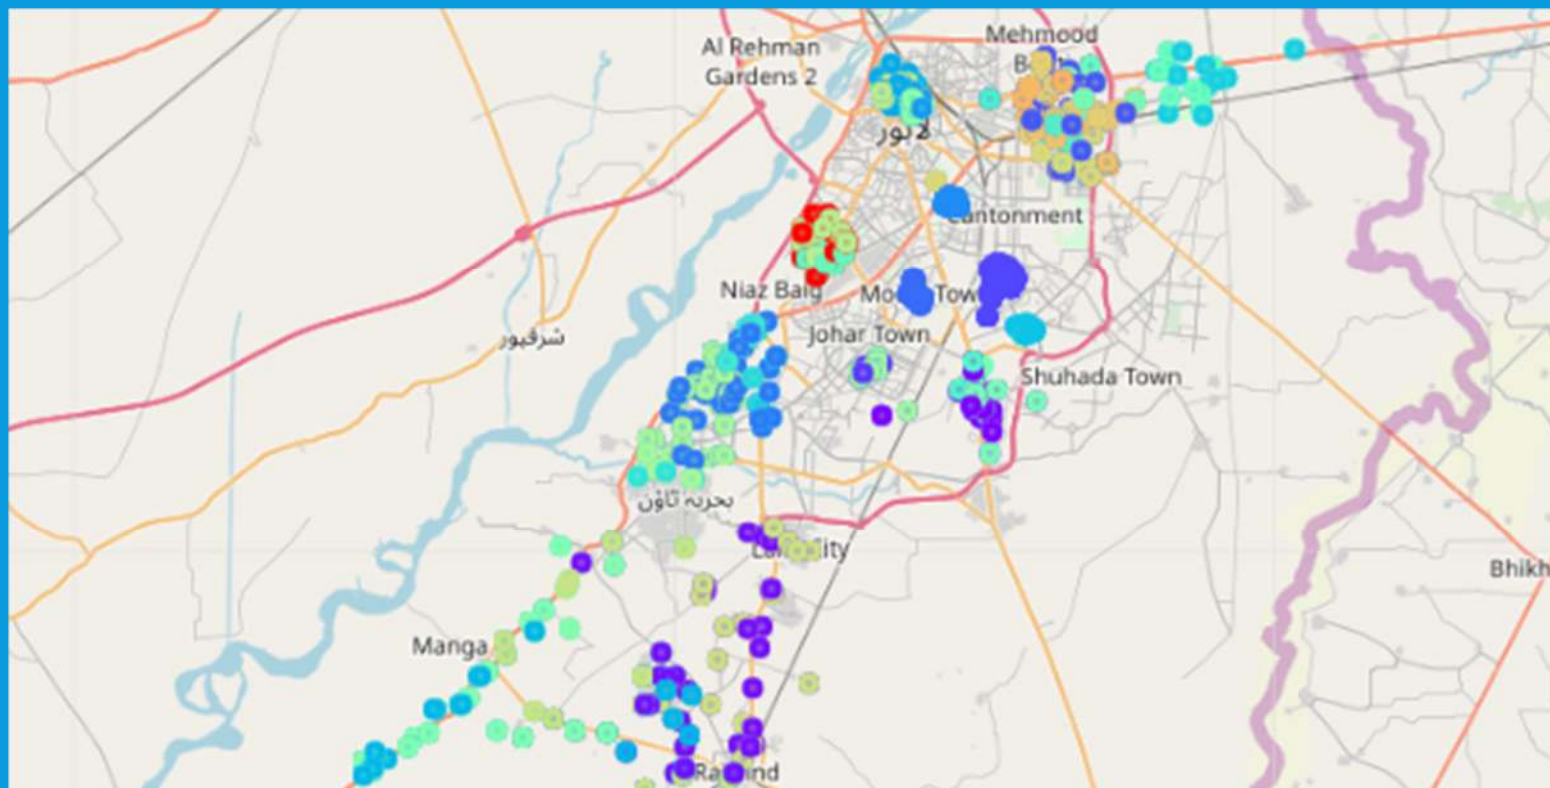 Al Rehman
Gardens 2
Mehmood
لاہور
Cantonment
Niaz Baig
Johar Town
Shuhada Town
شرقپور
بحریہ ٹاؤن
Manga
Bhikh